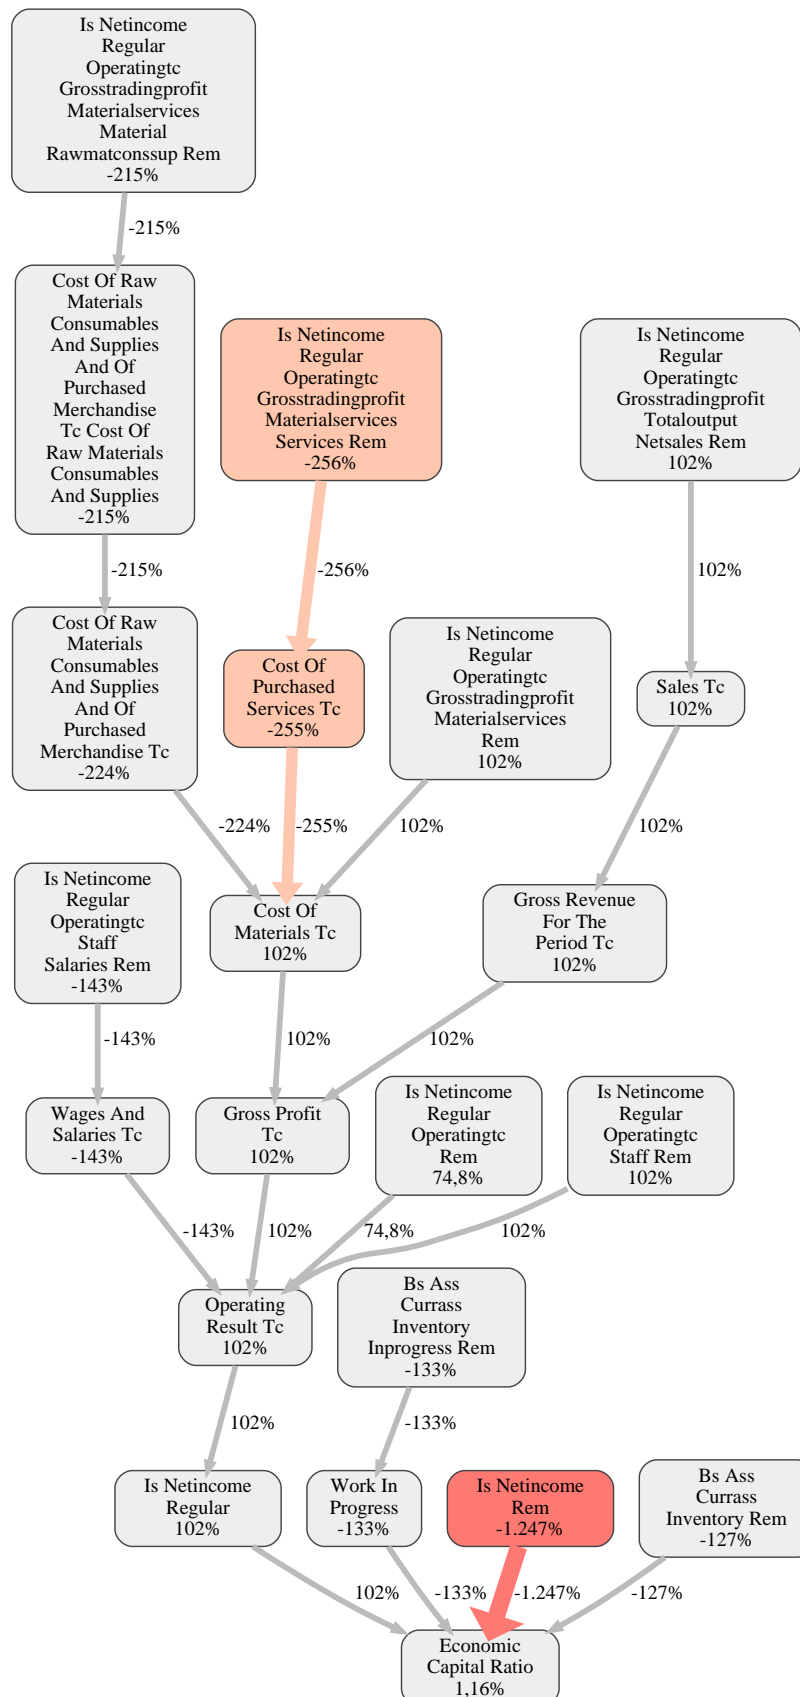 Is Netincome
Regular
Operatingtc
Grosstradingprofit
Materialservices
Material
Rawmatconssup Rem
-215%
-215%
Cost Of Raw
Materials
Consumables
And Supplies
And Of
Purchased
Merchandise
Tc Cost Of
Raw Materials
Consumables
And Supplies
-215%
Is Netincome
Regular
Operatingtc
Grosstradingprofit
Materialservices
Services Rem
-256%
Is Netincome
Regular
Operatingtc
Grosstradingprofit
Totaloutput
Netsales Rem
102%
-215%
-256%
102%
Cost Of Raw
Materials
Consumables
And Supplies
And Of
Purchased
Merchandise Tc
-224%
Cost Of
Purchased
Services Tc
-255%
Is Netincome
Regular
Operatingtc
Grosstradingprofit
Materialservices
Rem
102%
Sales Tc
102%
-224%
-255%
102%
102%
Is Netincome
Regular
Operatingtc
Staff
Salaries Rem
-143%
Cost Of
Materials Tc
102%
Gross Revenue
For The
Period Tc
102%
-143%
102%
102%
Wages And
Salaries Tc
-143%
Gross Profit
Tc
102%
Is Netincome
Regular
Operatingtc
Rem
74,8%
Is Netincome
Regular
Operatingtc
Staff Rem
102%
-143%
102%
74,8%
102%
Operating
Result Tc
102%
Bs Ass
Currass
Inventory
Inprogress Rem
-133%
102%
-133%
Is Netincome
Regular
102%
Work In
Progress
-133%
Is Netincome
Rem
-1.247%
Bs Ass
Currass
Inventory Rem
-127%
102%
-133%
-1.247%
-127%
Economic
Capital Ratio
1,16%